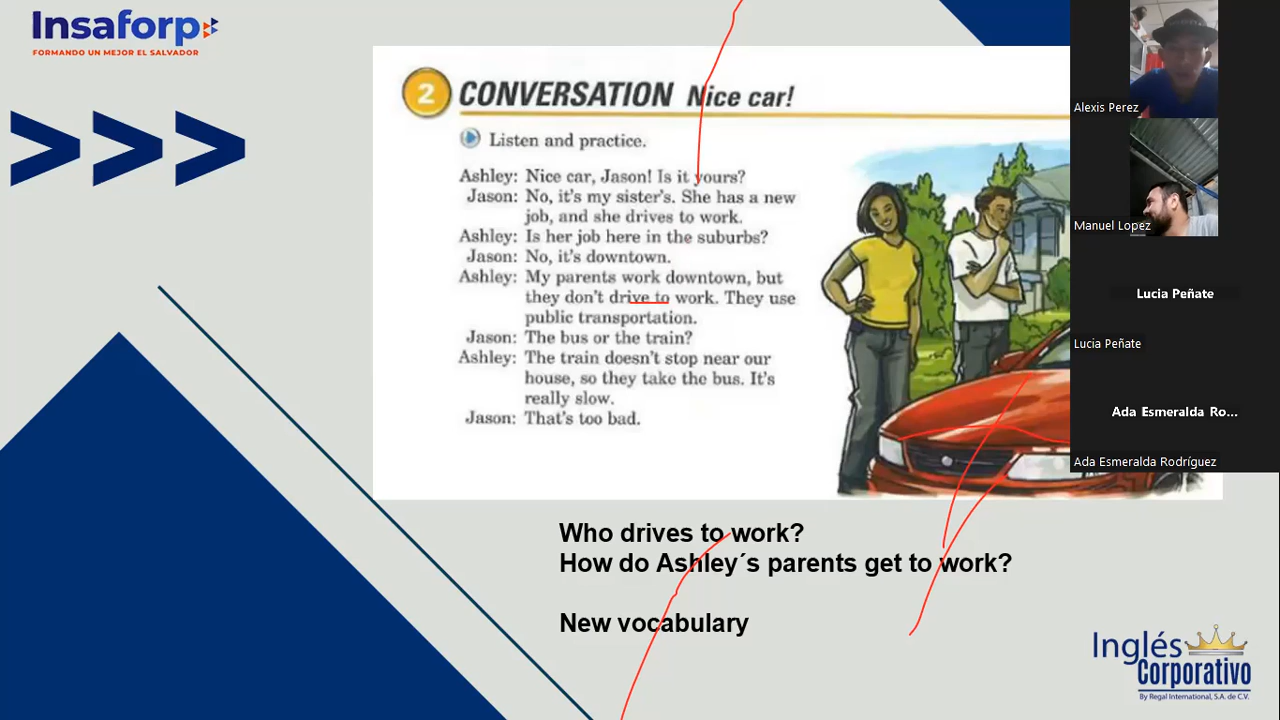 Insaforp
FORMANDO UN MEJOR EL SALVADOR
2 CONVERSATION Nice car!
Listen and practice.
Ashley: Nice car, Jason! Is it yours?
Jason: No, it's my sister's. She has a new
job, and she drives to work.
Ashley: Is her job here in the suburbs?
Jason: No, it's downtown.
Ashley: My parents work downtown, but
they don't drive to work. They use
public transportation.
Jason: The bus or the train?
Ashley: The train doesn't stop near our
house, so they take the bus. It's
really slow.
Jason: That's too bad.
Who drives to work?
How do Ashley´s parents get to work?
New vocabulary
Alexis Perez
Manuel Lopez
Lucia Peñate
Lucia Peñate
Ada Esmeralda Ro...
Ada Esmeralda Rodríguez
Inglés
Corporativo
By Regal International, S.A. de C.V.